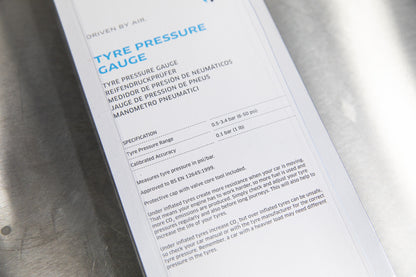 DRIVEN BY AIR.
TYRE PRESSURE
GAUGE
TYRE PRESSURE GAUGE
REIFENDRUCKPRÜFER
MEDIDOR DE PRESIÓN DE NEUMÁTICOS
JAUGE DE PRESSION DE PNEUS
MANOMETRO PNEUMATICI
SPECIFICATION
Tyre Pressure Range 0.5-3.4 bar (6-50 psi)
Calibrated Accuracy 0.1 bar (1 lb)
Measures tyre pressure in psi/bar.
Approved to BS EN 12645:1998.
Protective cap with valve core tool included.
Under inflated tyres create more resistance when your car is moving.
That means your engine has to work harder, so more fuel is used and
more CO₂ emissions are produced. Simply check and adjust your tyre
pressures regularly and also before long journeys. This will also help to
increase the life of your tyres.
Under inflated tyres increase CO₂, but over inflated tyres can be unsafe,
so check your car manual or with the tyre manufacturer for the correct
tyre pressure. Remember, a car with a heavier load may need different
pressure in the tyres.